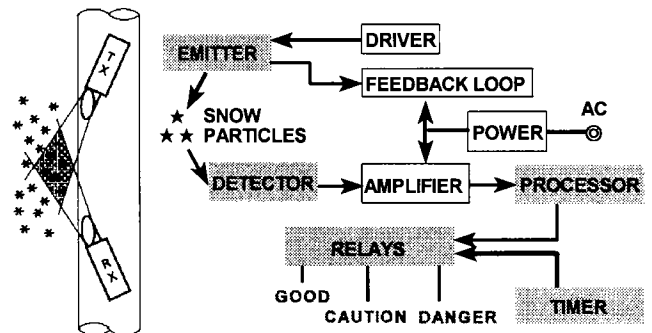 TX
RX
DRIVER
EMITTER
FEEDBACK LOOP
SNOW
PARTICLES
AC
POWER
DETECTOR
AMPLIFIER
PROCESSOR
RELAYS
GOOD
CAUTION
DANGER
TIMER